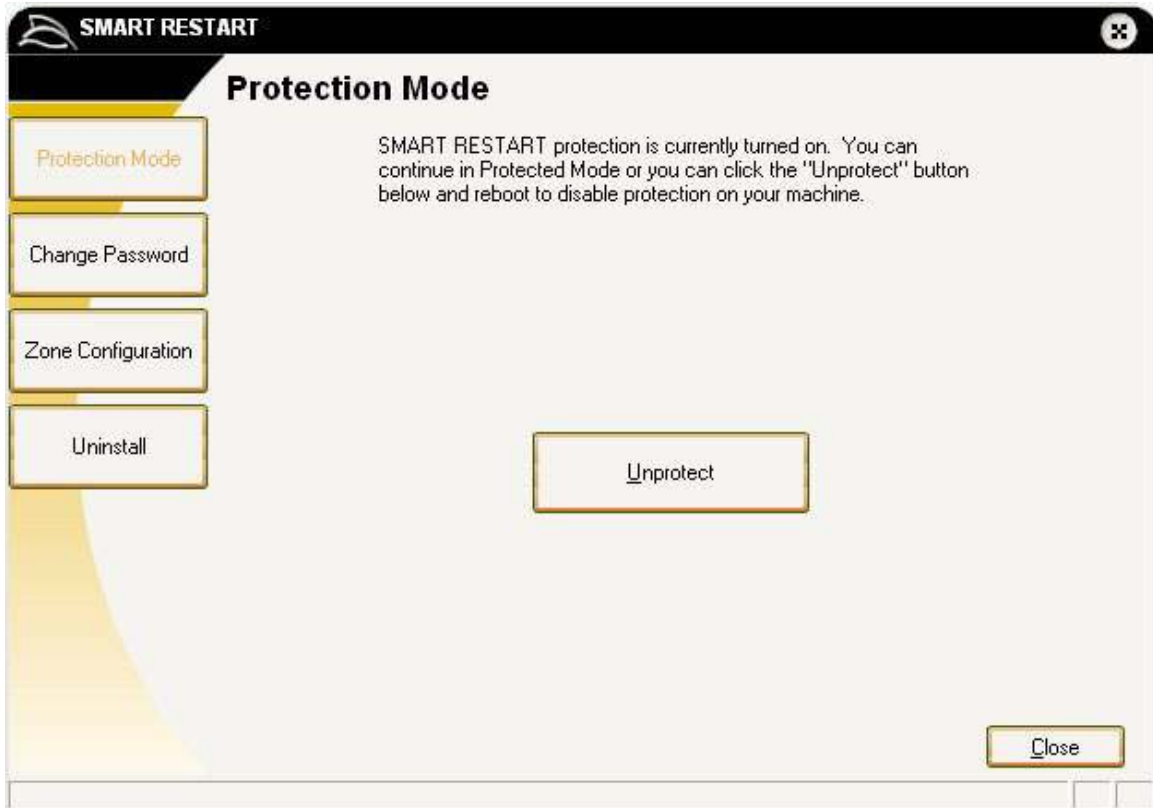 SMART RESTART
Protection Mode
Protection Mode
Change Password
Zone Configuration
Uninstall
SMART RESTART protection is currently turned on.  You can
continue in Protected Mode or you can click the "Unprotect" button
below and reboot to disable protection on your machine.
Unprotect
Close